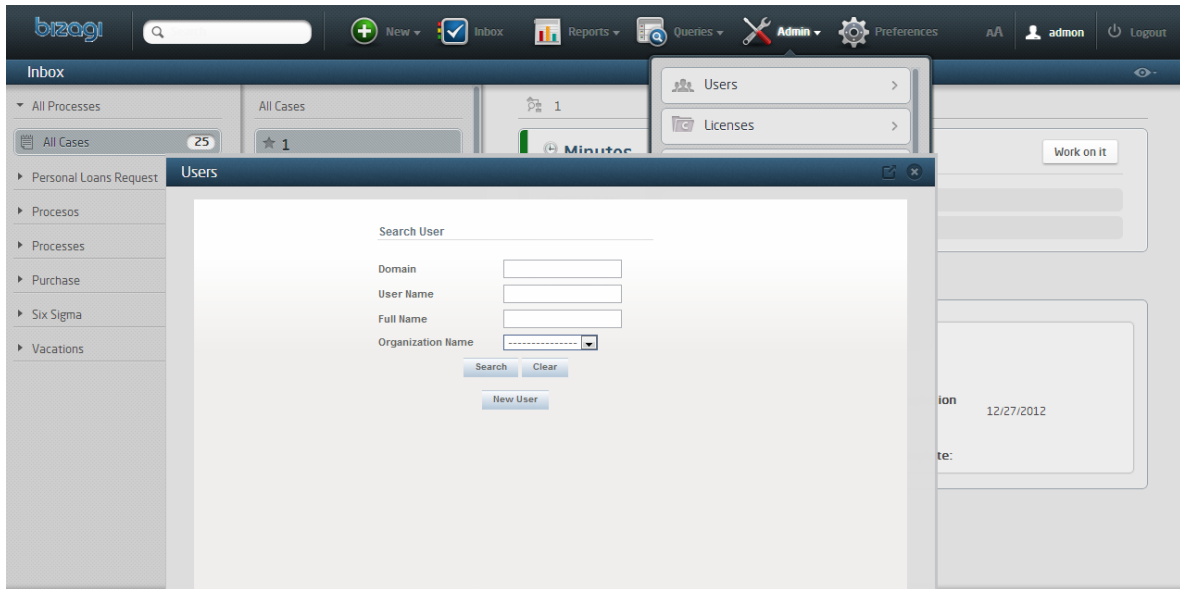 bizagi
New
Inbox
Reports
Queries
Admin
Preferences
AA
admon
Logout
Inbox
Users
Licenses
All Processes
All Cases 25
Personal Loans Request
Procesos
Processes
Purchase
Six Sigma
Vacations
All Cases
1
1
Minutos
Work on it
Users
Search User
Domain
User Name
Full Name
Organization Name ---------------
Search Clear
New User
ion
12/27/2012
te: